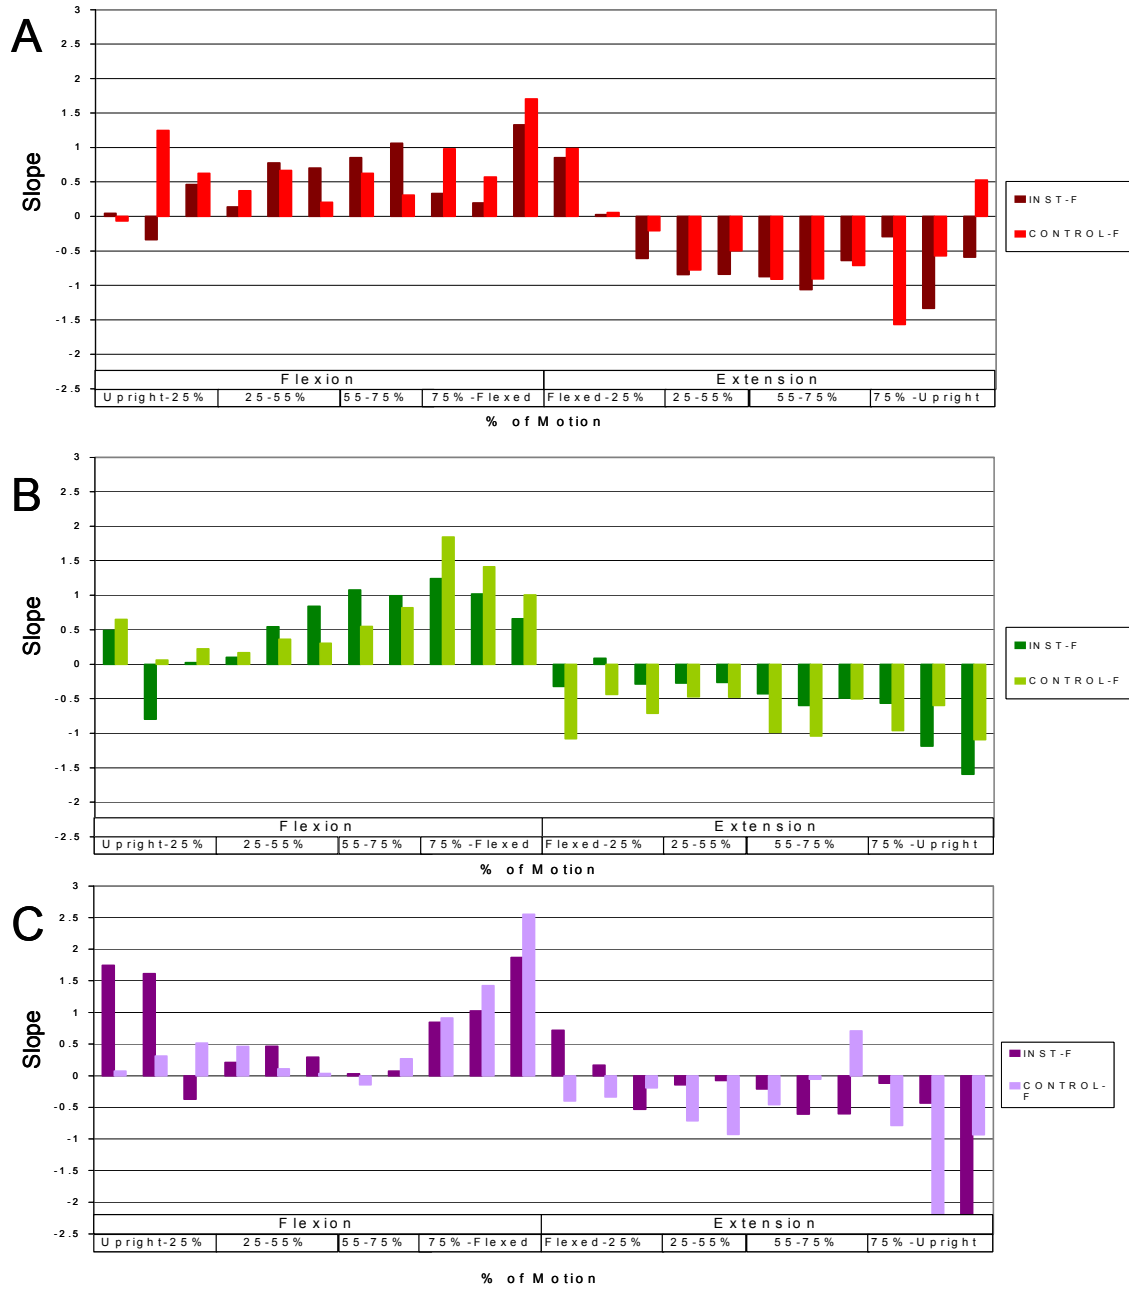 A
3
2.5
2
1.5
1
0.5
0
-0.5
-1
-1.5
-2
-2.5
Slope
INST-F
CONTROL-F
Flexion Extension
Upright-25% 25-55% 55-75% 75%-Flexed Flexed-25% 25-55% 55-75% 75%-Upright
% of Motion
B
3
2.5
2
1.5
1
0.5
0
-0.5
-1
-1.5
-2
-2.5
Slope
INST-F
CONTROL-F
Flexion Extension
Upright-25% 25-55% 55-75% 75%-Flexed Flexed-25% 25-55% 55-75% 75%-Upright
% of Motion
C
3
2.5
2
1.5
1
0.5
0
-0.5
-1
-1.5
-2
-2.5
Slope
INST-F
CONTROL-
F
Flexion Extension
Upright-25% 25-55% 55-75% 75%-Flexed Flexed-25% 25-55% 55-75% 75%-Upright
% of Motion